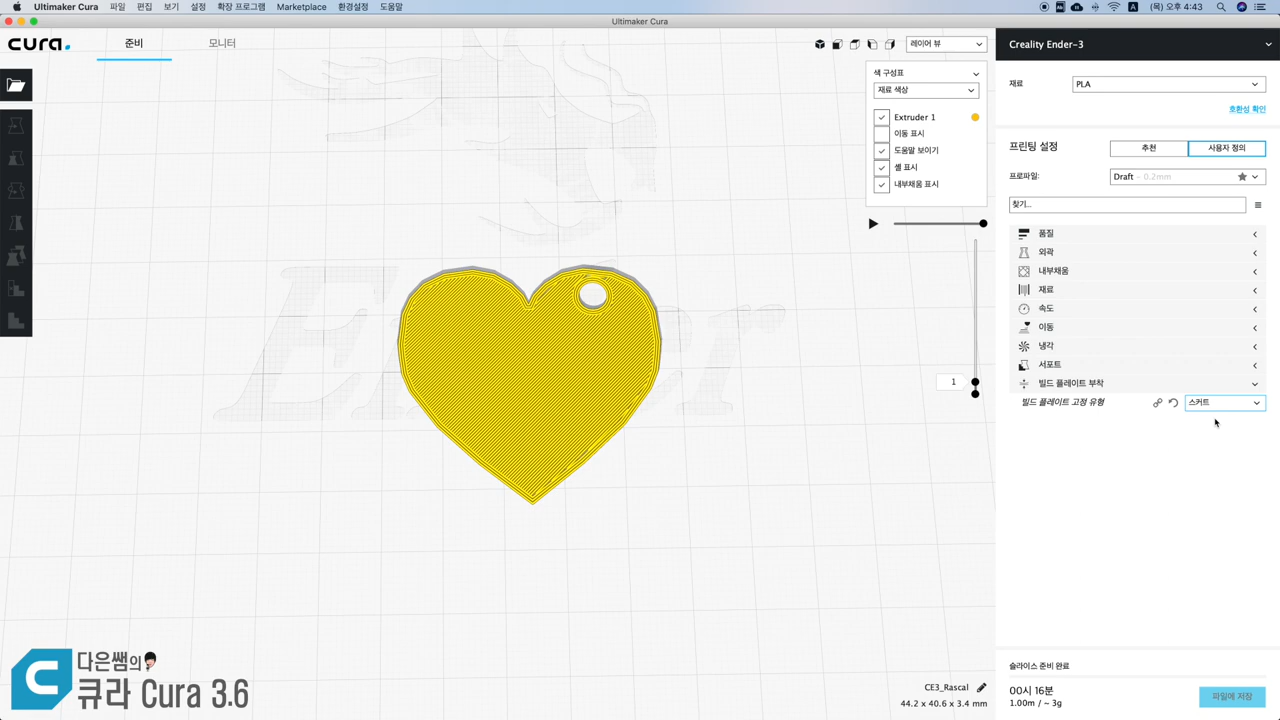 Ultimaker Cura 파일 편집 보기 설정 확장 프로그램 Marketplace 환경설정 도움말
A (목) 오후 4:43
Ultimaker Cura
cura.
준비
모니터
레이어 뷰
색 구성표
재료 색상
Extruder 1
이동 표시
도움말 보이기
셸 표시
내부채움 표시
1
Ender
Creality Ender-3
재료
PLA
호환성 확인
프린팅 설정
추천
사용자 정의
프로파일:
Draft - 0.2mm
찾기...
품질
외곽
내부채움
재료
속도
이동
냉각
서포트
빌드 플레이트 부착
빌드 플레이트 고정 유형
스커트
다은쌤의
큐라 Cura 3.6
CE3_Rascal
44.2 x 40.6 x 3.4 mm
슬라이스 준비 완료
00시 16분
1.00m / ~ 3g
파일에 저장